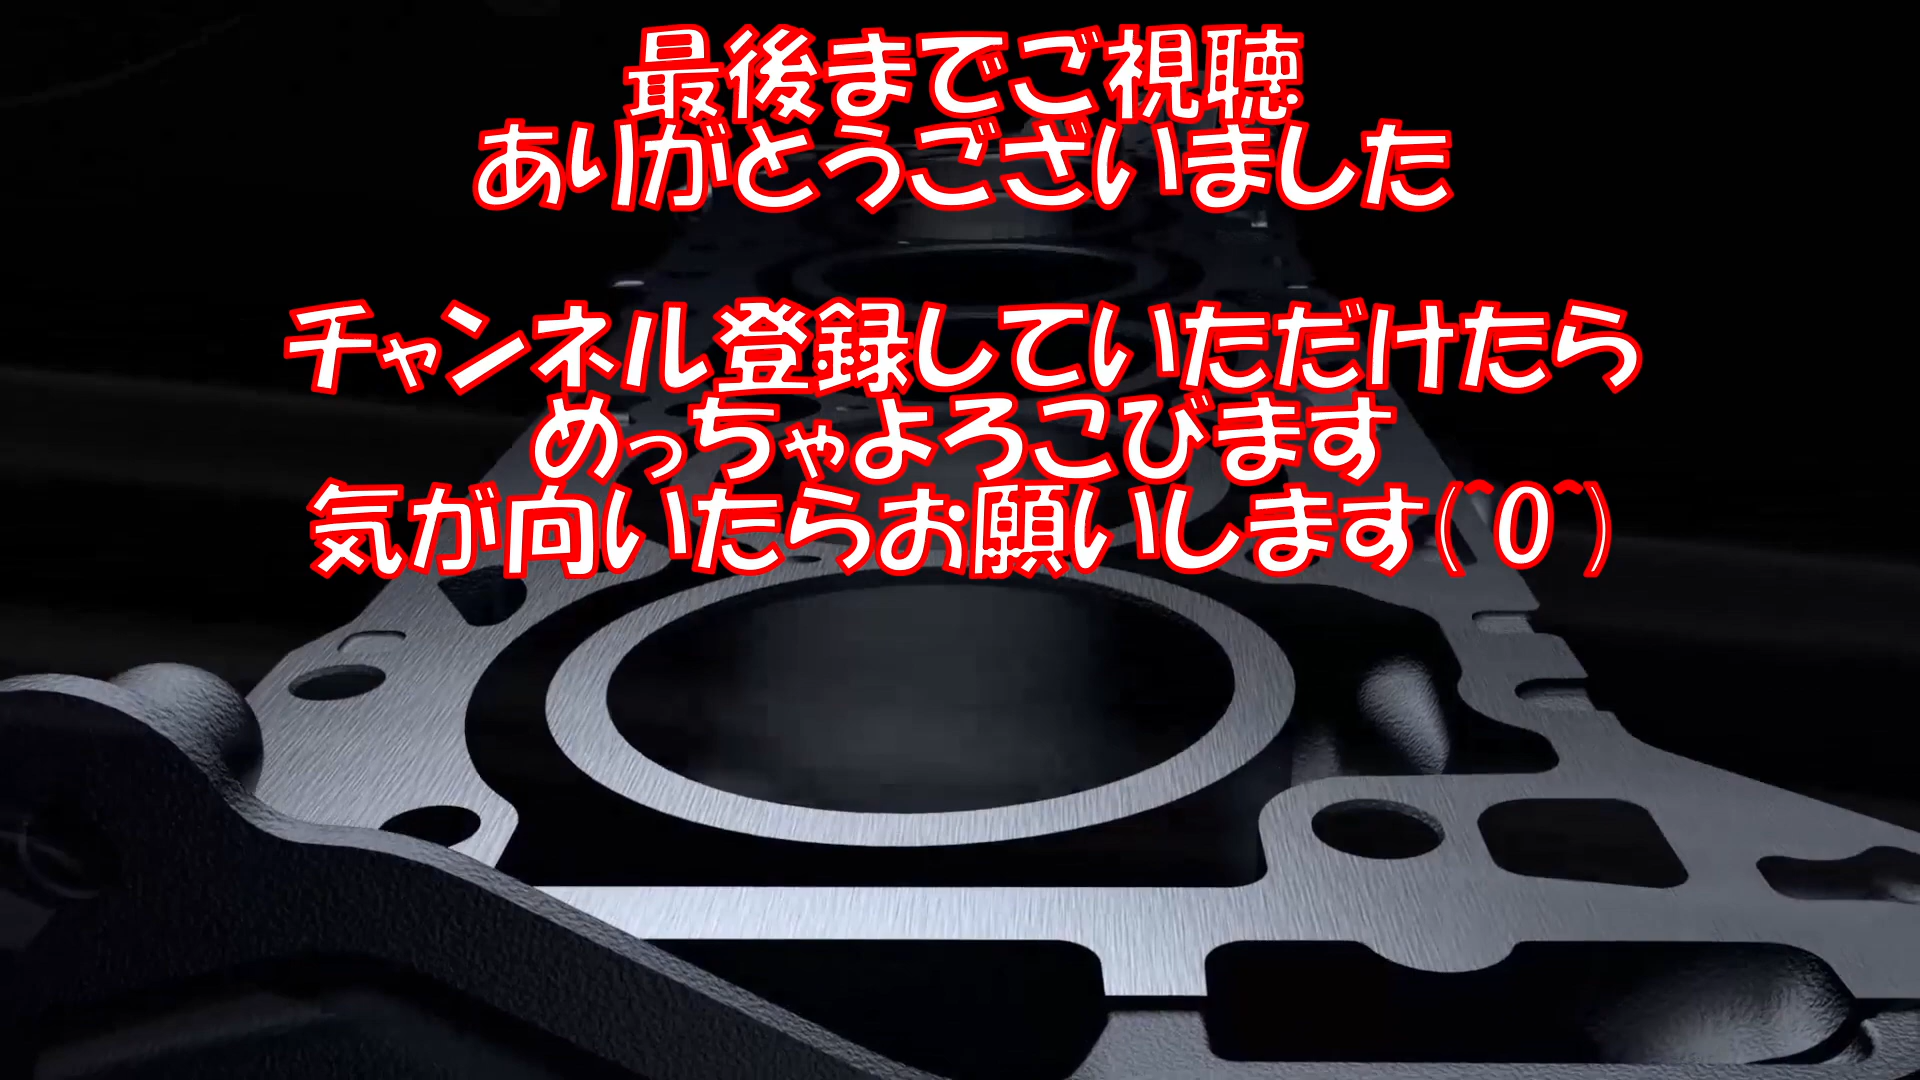 最後までご視聴
ありがとうございました
チャンネル登録していただけたら
めっちゃよろこびます
気が向いたらお願いします(^0^)